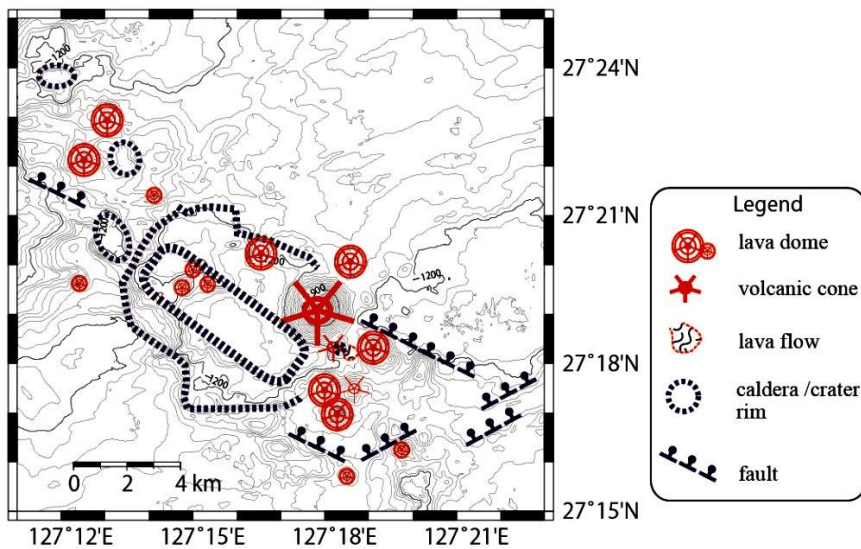 -1200
27°24'N
1200
27°21'N
1200
-1200
900
27°18'N
-1200
0 2 4 km
27°15'N
127°12'E 127°15'E 127°18'E 127°21'E
Legend
lava dome
volcanic cone
lava flow
caldera /crater
rim
fault